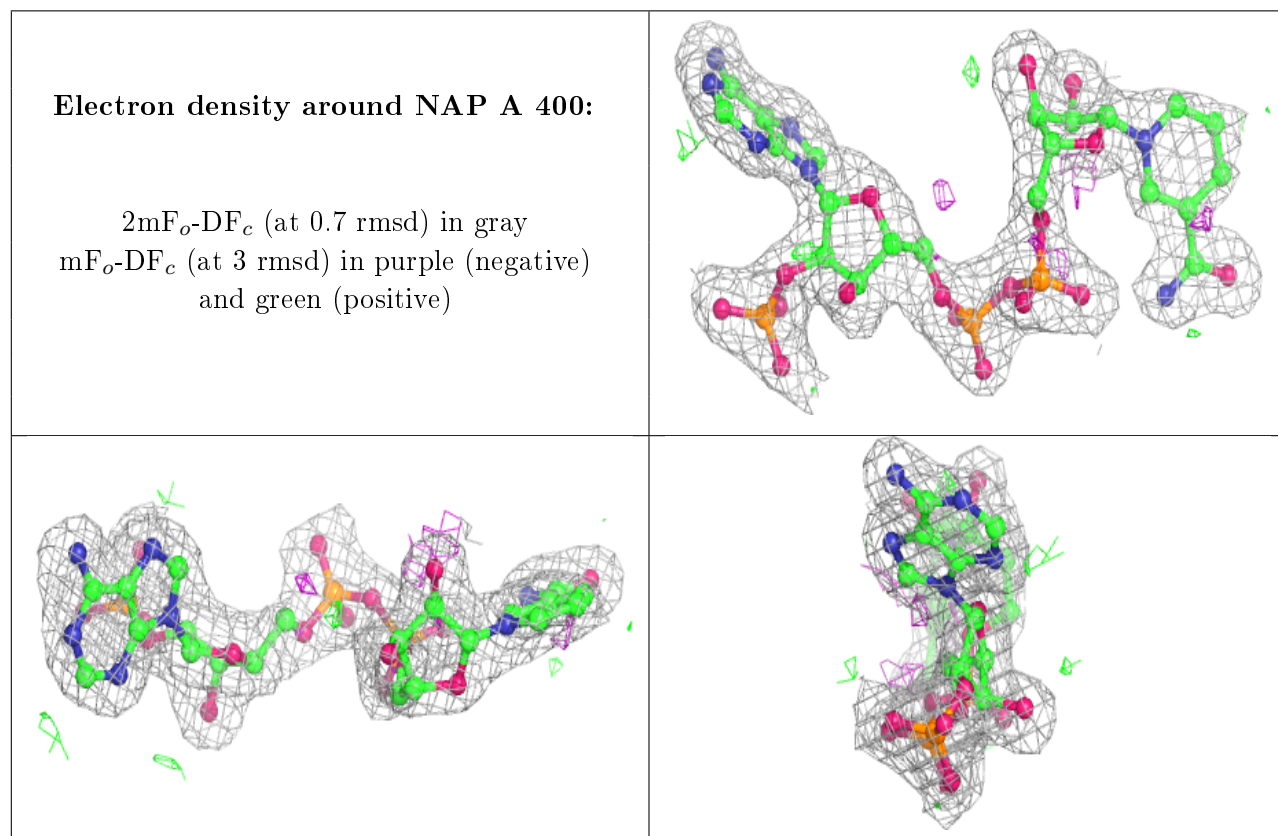 Electron density around NAP A 400:
2mFₒ-DF𝒸 (at 0.7 rmsd) in gray
mFₒ-DF𝒸 (at 3 rmsd) in purple (negative)
and green (positive)